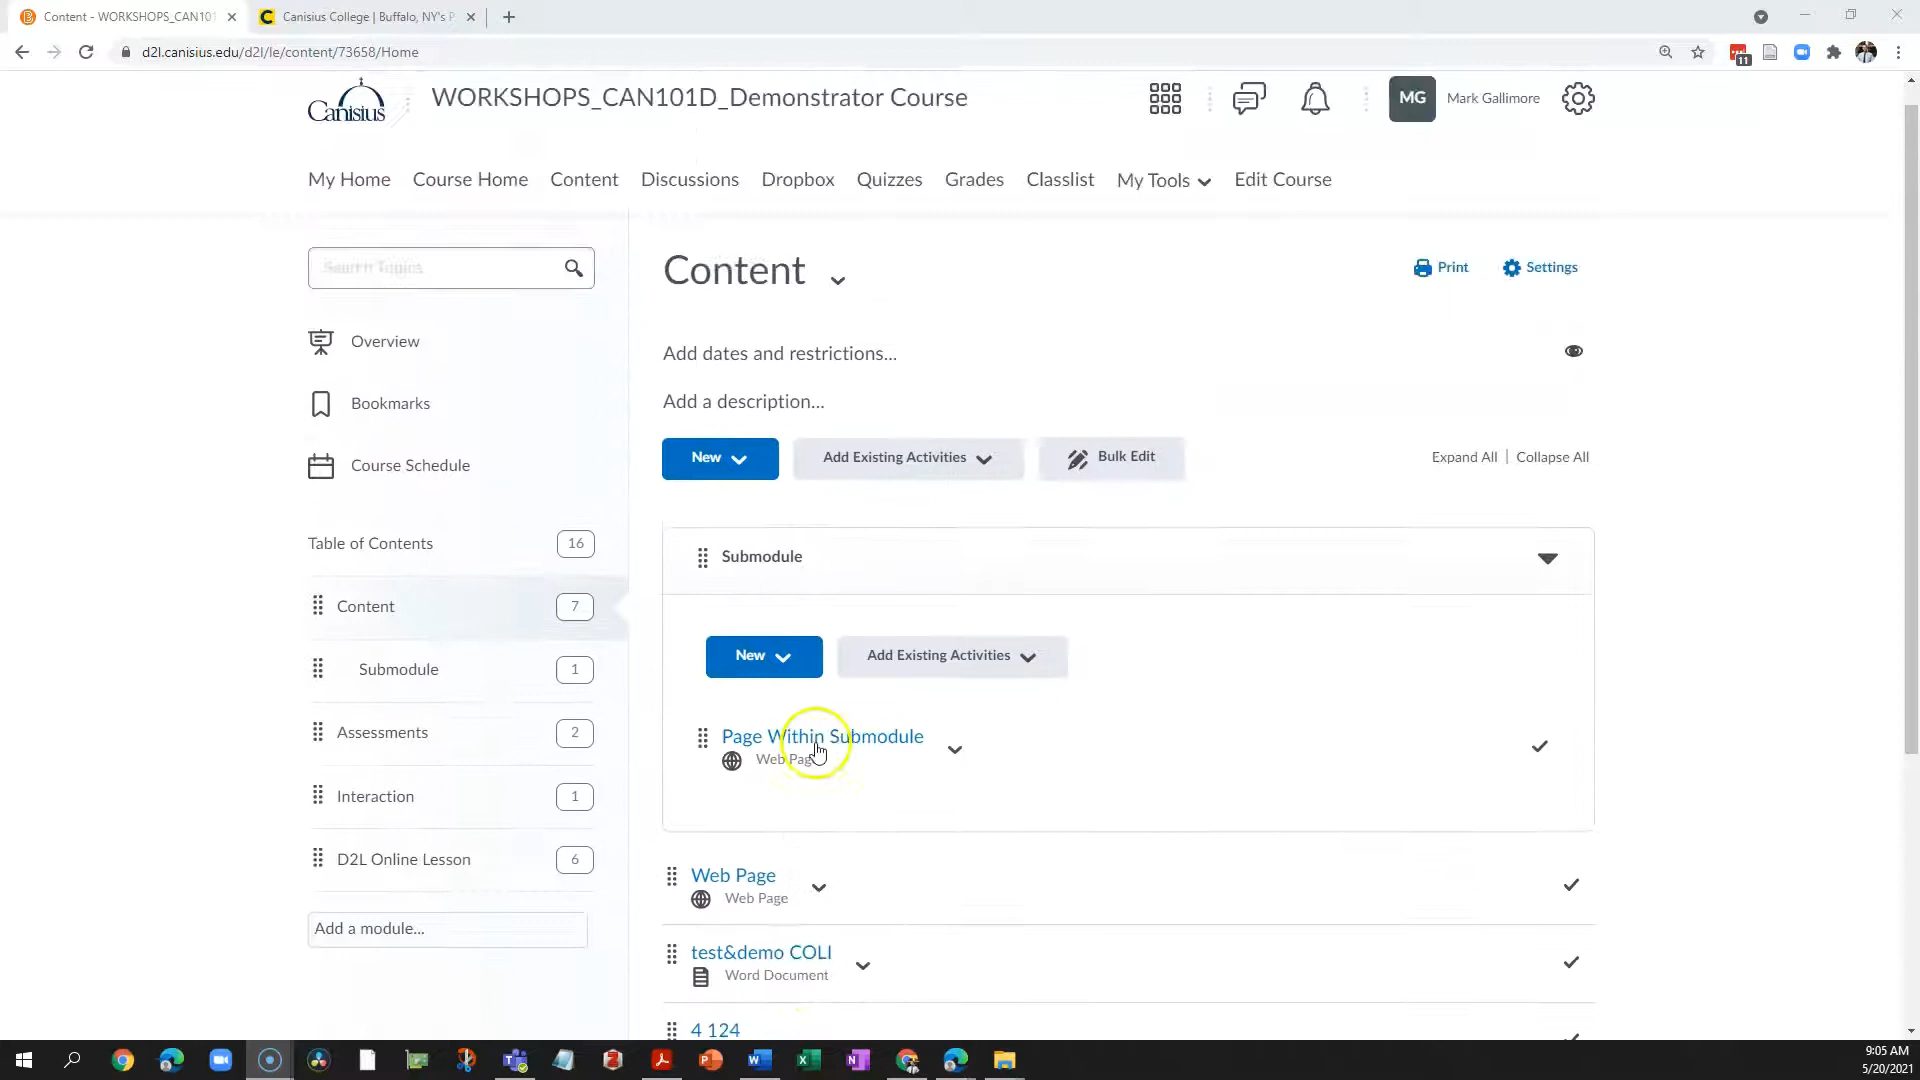 Content - WORKSHOPS_CAN101
Canisius College | Buffalo, NY's P
d2l.canisius.edu/d2l/le/content/73658/Home
11
Canisius
WORKSHOPS_CAN101D_Demonstrator Course
MG
Mark Gallimore
My Home
Course Home
Content
Discussions
Dropbox
Quizzes
Grades
Classlist
My Tools
Edit Course
Search Topics
Content
Print
Settings
Overview
Add dates and restrictions...
Bookmarks
Add a description...
New
Add Existing Activities
Bulk Edit
Expand All | Collapse All
Course Schedule
Table of Contents 16
Submodule
Content 7
Submodule 1
New
Add Existing Activities
Assessments 2
Page Within Submodule
Web Page
Interaction 1
D2L Online Lesson 6
Web Page
Web Page
Add a module...
test&demo COLI
Word Document
4 124
9:05 AM
5/20/2021